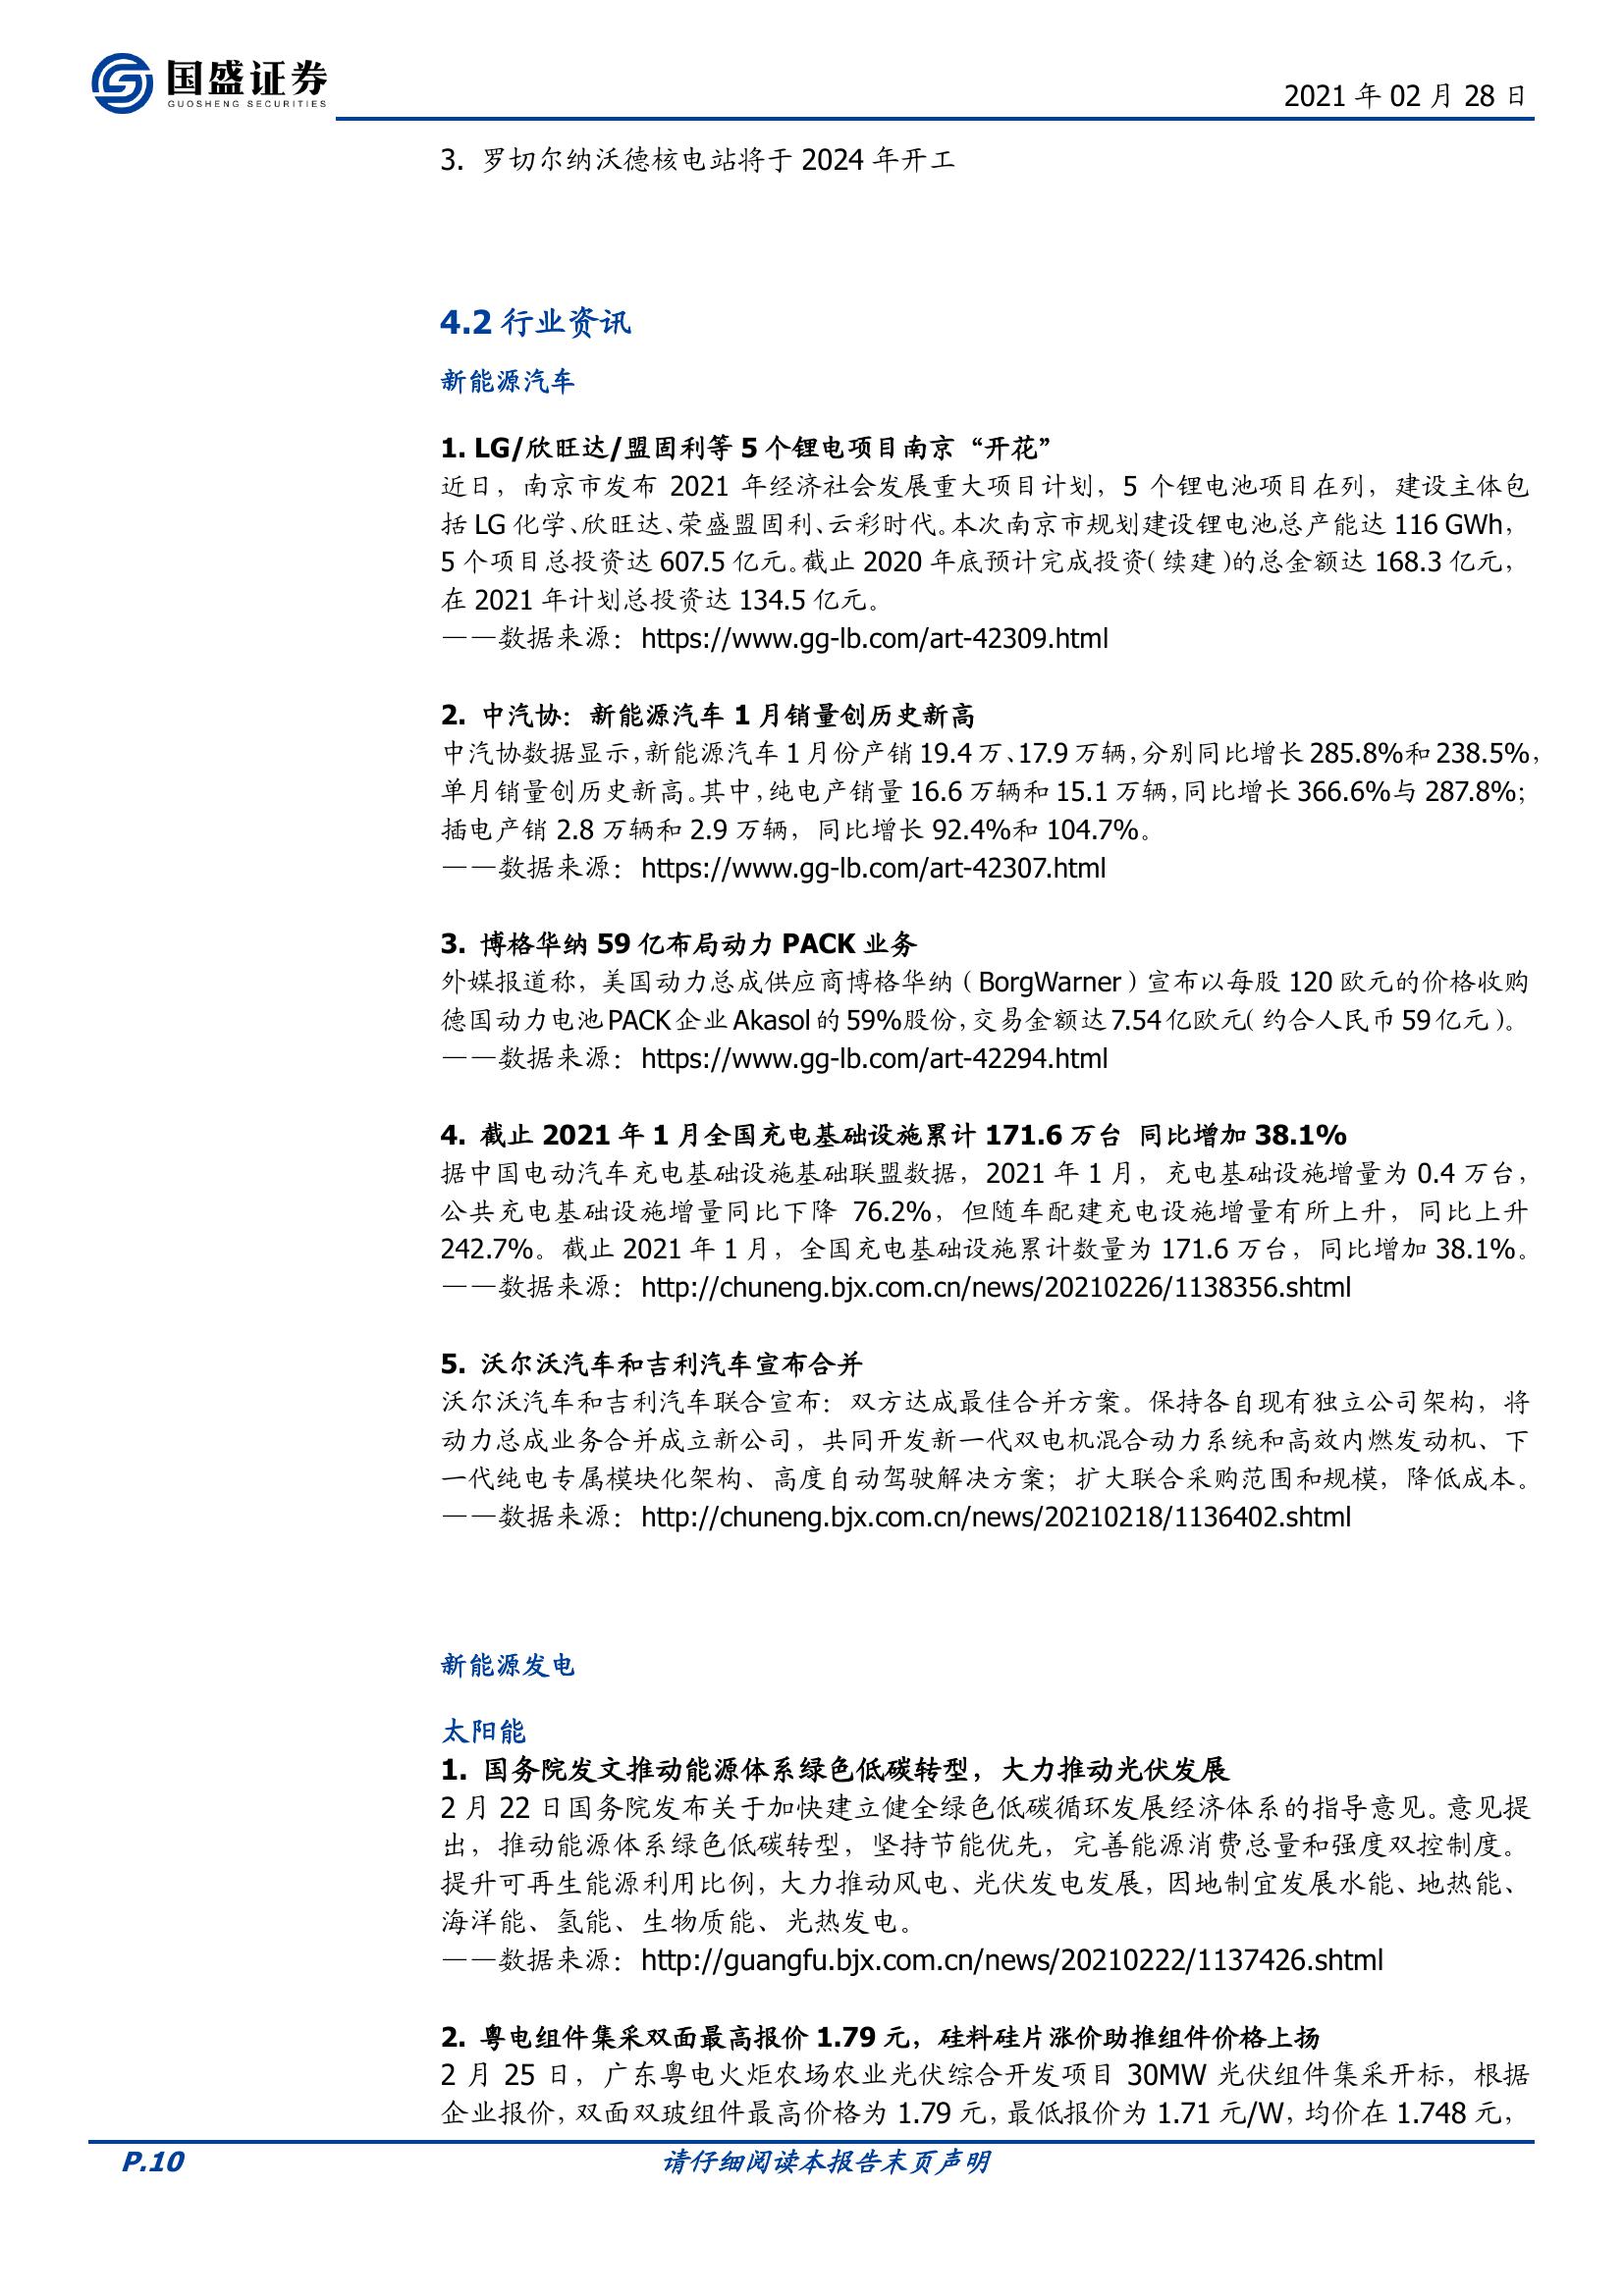 国盛证券
GUOSHENG SECURITIES
2021 年 02 月 28 日
3. 罗切尔纳沃德核电站将于 2024 年开工
4.2 行业资讯
新能源汽车
1. LG/欣旺达/盟固利等 5 个锂电项目南京“开花”
近日，南京市发布 2021 年经济社会发展重大项目计划，5 个锂电池项目在列，建设主体包
括 LG 化学、欣旺达、荣盛盟固利、云彩时代。本次南京市规划建设锂电池总产能达 116 GWh，
5 个项目总投资达 607.5 亿元。截止 2020 年底预计完成投资（续建）的总金额达 168.3 亿元，
在 2021 年计划总投资达 134.5 亿元。
——数据来源：https://www.gg-lb.com/art-42309.html
2. 中汽协：新能源汽车 1 月销量创历史新高
中汽协数据显示，新能源汽车 1 月份产销 19.4 万、17.9 万辆，分别同比增长 285.8%和 238.5%，
单月销量创历史新高。其中，纯电产销量 16.6 万辆和 15.1 万辆，同比增长 366.6%与 287.8%；
插电产销 2.8 万辆和 2.9 万辆，同比增长 92.4%和 104.7%。
——数据来源：https://www.gg-lb.com/art-42307.html
3. 博格华纳 59 亿布局动力 PACK 业务
外媒报道称，美国动力总成供应商博格华纳（BorgWarner）宣布以每股 120 欧元的价格收购
德国动力电池 PACK 企业 Akasol 的 59%股份，交易金额达 7.54 亿欧元（约合人民币 59 亿元）。
——数据来源：https://www.gg-lb.com/art-42294.html
4. 截止 2021 年 1 月全国充电基础设施累计 171.6 万台 同比增加 38.1%
据中国电动汽车充电基础设施基础联盟数据，2021 年 1 月，充电基础设施增量为 0.4 万台，
公共充电基础设施增量同比下降 76.2%，但随车配建充电设施增量有所上升，同比上升
242.7%。截止 2021 年 1 月，全国充电基础设施累计数量为 171.6 万台，同比增加 38.1%。
——数据来源：http://chuneng.bjx.com.cn/news/20210226/1138356.shtml
5. 沃尔沃汽车和吉利汽车宣布合并
沃尔沃汽车和吉利汽车联合宣布：双方达成最佳合并方案。保持各自现有独立公司架构，将
动力总成业务合并成立新公司，共同开发新一代双电机混合动力系统和高效内燃发动机、下
一代纯电专属模块化架构、高度自动驾驶解决方案；扩大联合采购范围和规模，降低成本。
——数据来源：http://chuneng.bjx.com.cn/news/20210218/1136402.shtml
新能源发电
太阳能
1. 国务院发文推动能源体系绿色低碳转型，大力推动光伏发展
2 月 22 日国务院发布关于加快建立健全绿色低碳循环发展经济体系的指导意见。意见提
出，推动能源体系绿色低碳转型，坚持节能优先，完善能源消费总量和强度双控制度。
提升可再生能源利用比例，大力推动风电、光伏发电发展，因地制宜发展水能、地热能、
海洋能、氢能、生物质能、光热发电。
——数据来源：http://guangfu.bjx.com.cn/news/20210222/1137426.shtml
2. 粤电组件集采双面最高报价 1.79 元，硅料硅片涨价助推组件价格上扬
2 月 25 日，广东粤电火炬农场农业光伏综合开发项目 30MW 光伏组件集采开标，根据
企业报价，双面双玻组件最高价格为 1.79 元，最低报价为 1.71 元/W，均价在 1.748 元，
P.10
请仔细阅读本报告末页声明